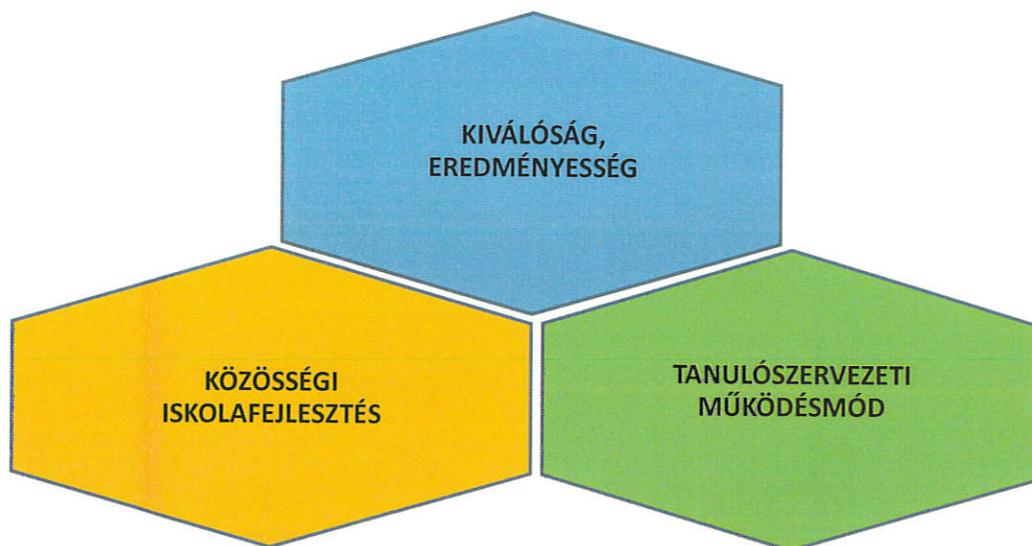 KIVÁLÓSÁG,
EREDMÉNYESSÉG
KÖZÖSSÉGI
ISKOLAFEJLESZTÉS
TANULÓSZERVEZETI
MŰKÖDÉSMÓD